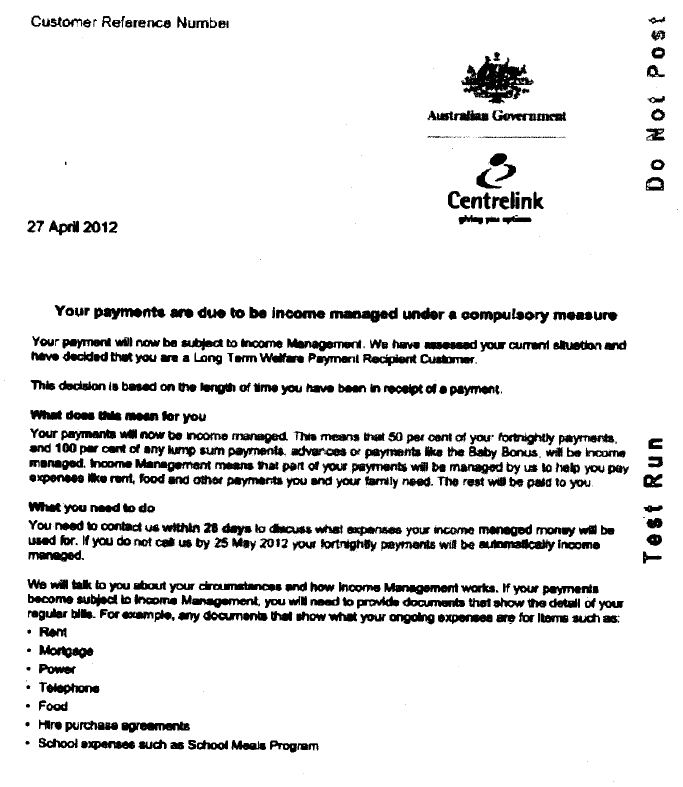 Customer Reference Number
Do Not Post
Australian Government
Centrelink
giving you options
27 April 2012
Your payments are due to be income managed under a compulsory measure
Your payment will now be subject to Income Management. We have assessed your current situation and
have decided that you are a Long Term Welfare Payment Recipient Customer.
This decision is based on the length of time you have been in receipt of a payment.
What does this mean for you
Your payments will now be income managed. This means that 50 per cent of your fortnightly payments,
and 100 per cent of any lump sum payments, advances or payments like the Baby Bonus, will be income
managed. Income Management means that part of your payments will be managed by us to help you pay
expenses like rent, food and other payments you and your family need. The rest will be paid to you.
Test Run
What you need to do
You need to contact us within 28 days to discuss what expenses your income managed money will be
used for. If you do not call us by 25 May 2012 your fortnightly payments will be automatically income
managed.
We will talk to you about your circumstances and how Income Management works. If your payments
become subject to Income Management, you will need to provide documents that show the detail of your
regular bills. For example, any documents that show what your ongoing expenses are for items such as:
• Rent
• Mortgage
• Power
• Telephone
• Food
• Hire purchase agreements
• School expenses such as School Meals Program